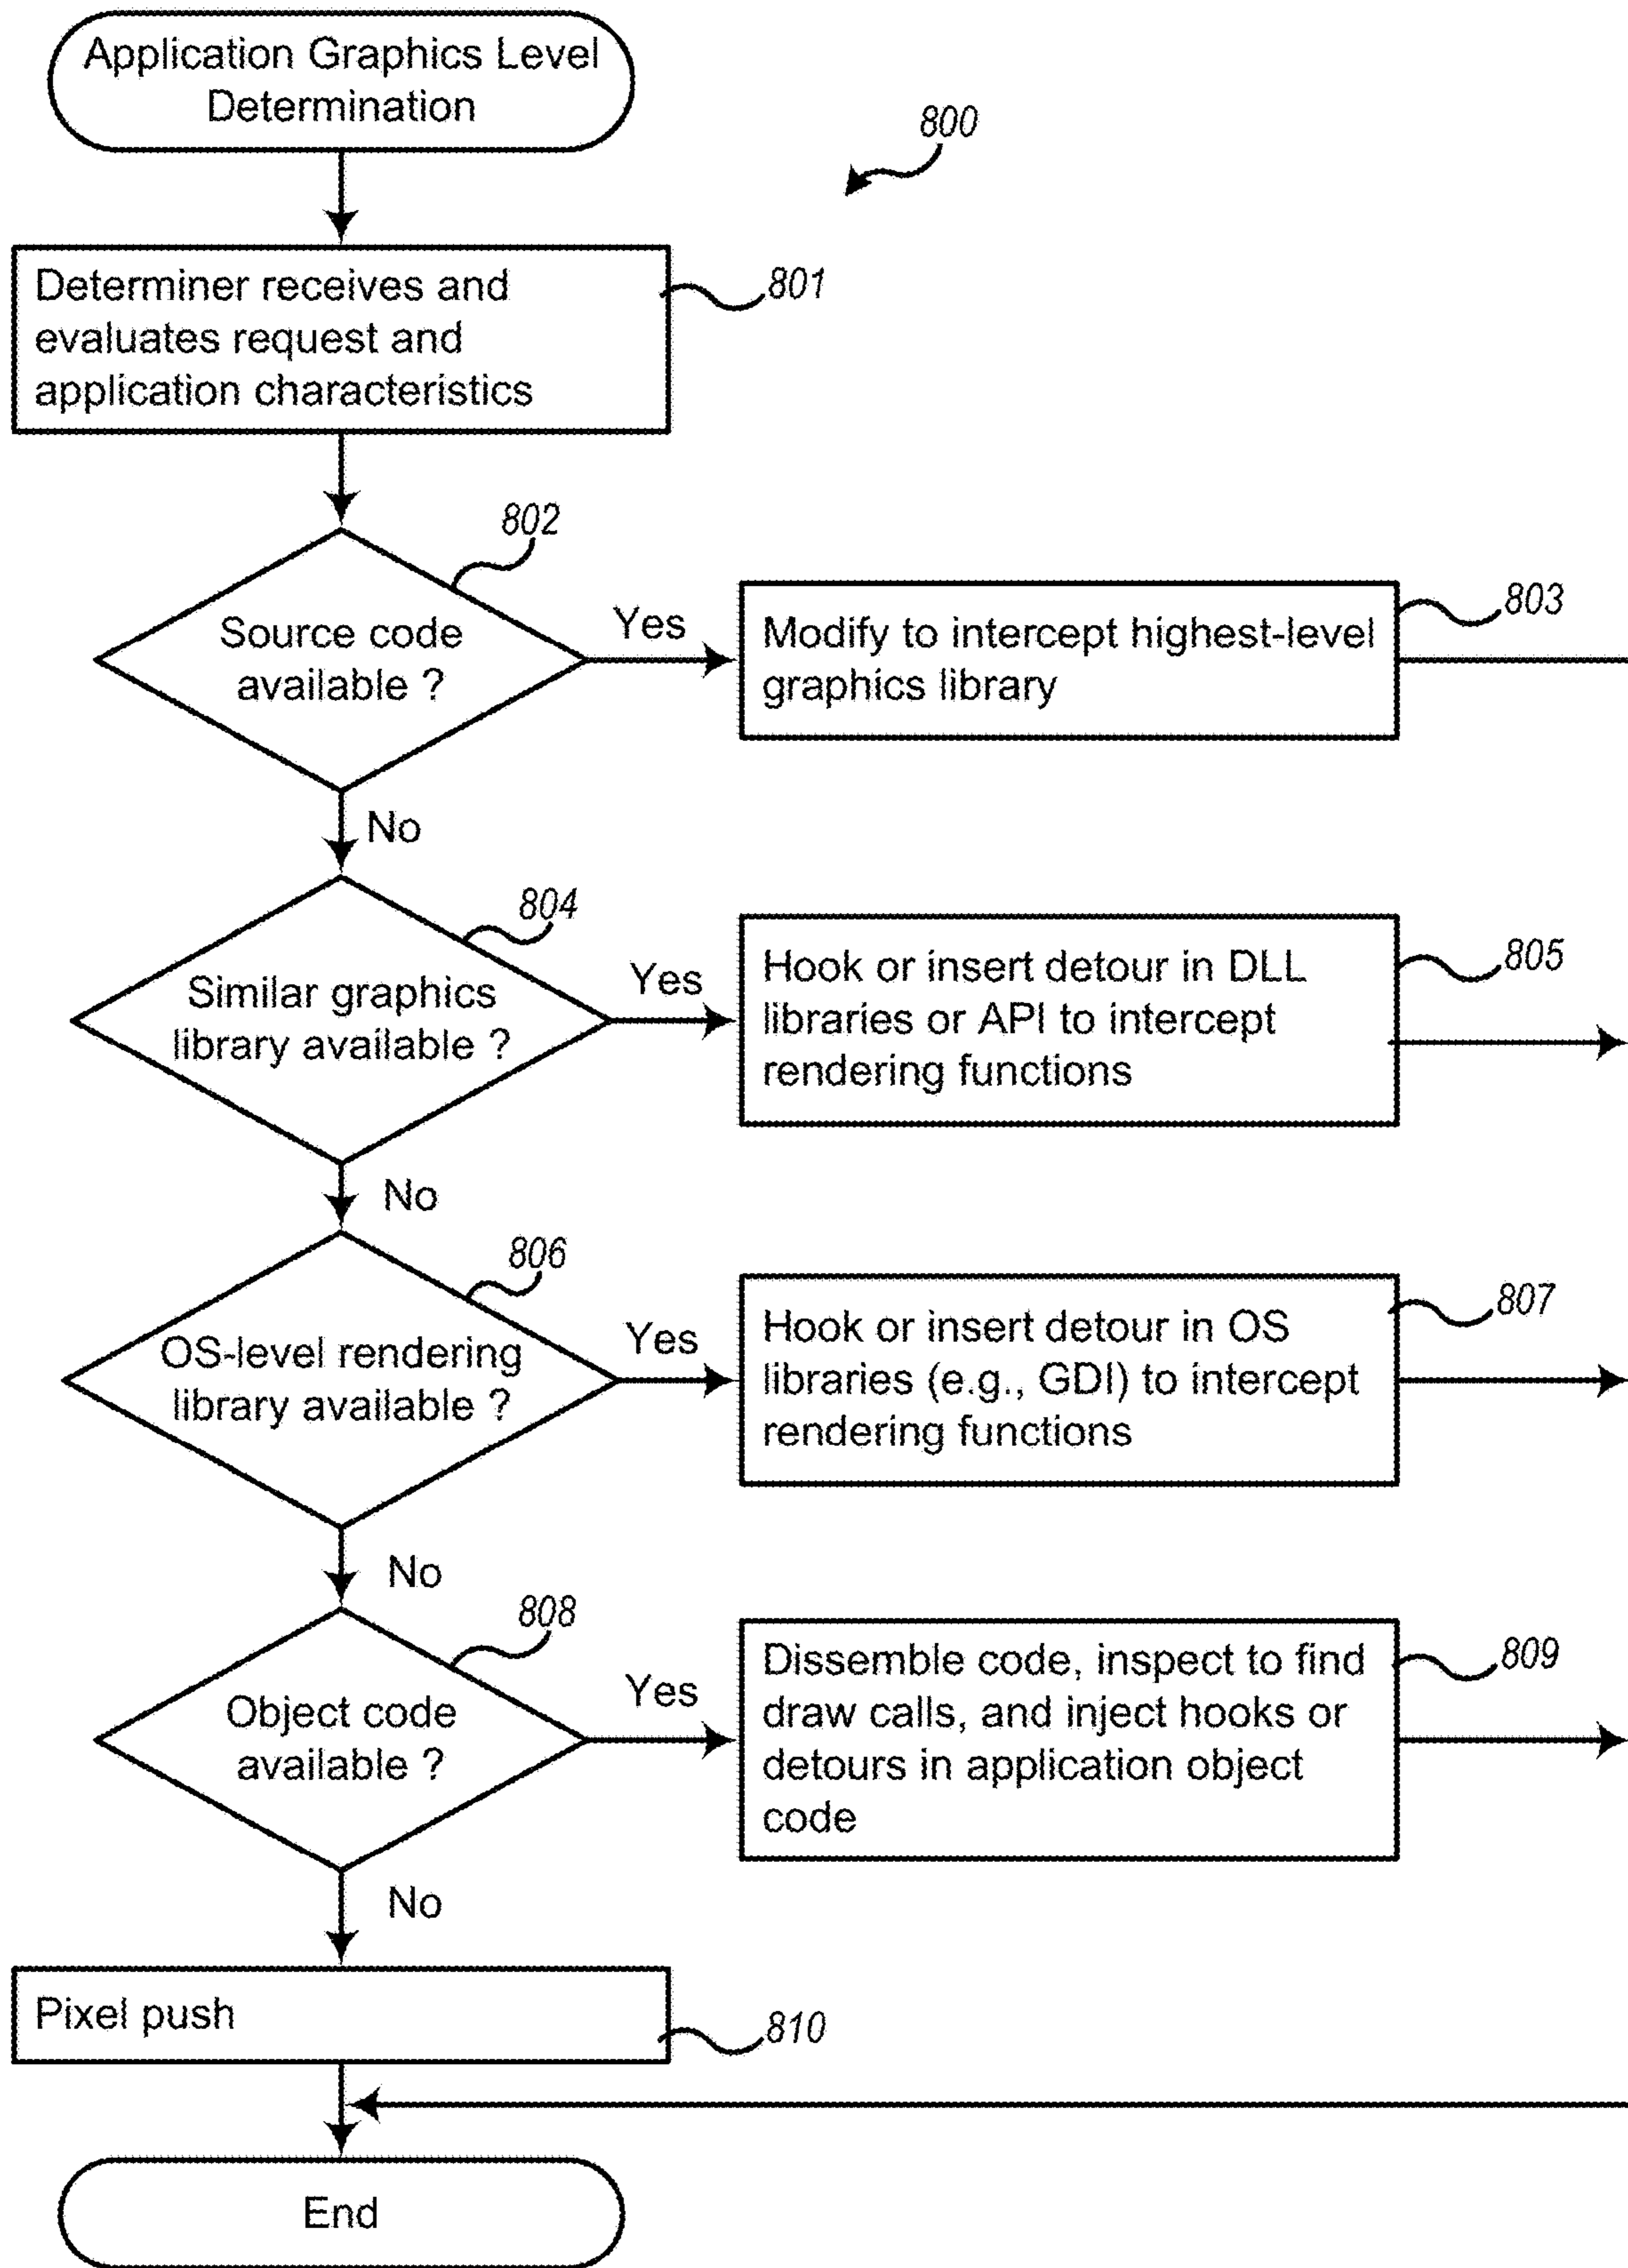 Application Graphics Level
Determination
800
Determiner receives and
evaluates request and
application characteristics
801
802
Source code
available ?
Yes
Modify to intercept highest-level
graphics library
803
No
804
Similar graphics
library available ?
Yes
Hook or insert detour in DLL
libraries or API to intercept
rendering functions
805
No
806
OS-level rendering
library available ?
Yes
Hook or insert detour in OS
libraries (e.g., GDI) to intercept
rendering functions
807
No
808
Object code
available ?
Yes
Dissemble code, inspect to find
draw calls, and inject hooks or
detours in application object
code
809
No
Pixel push
810
End